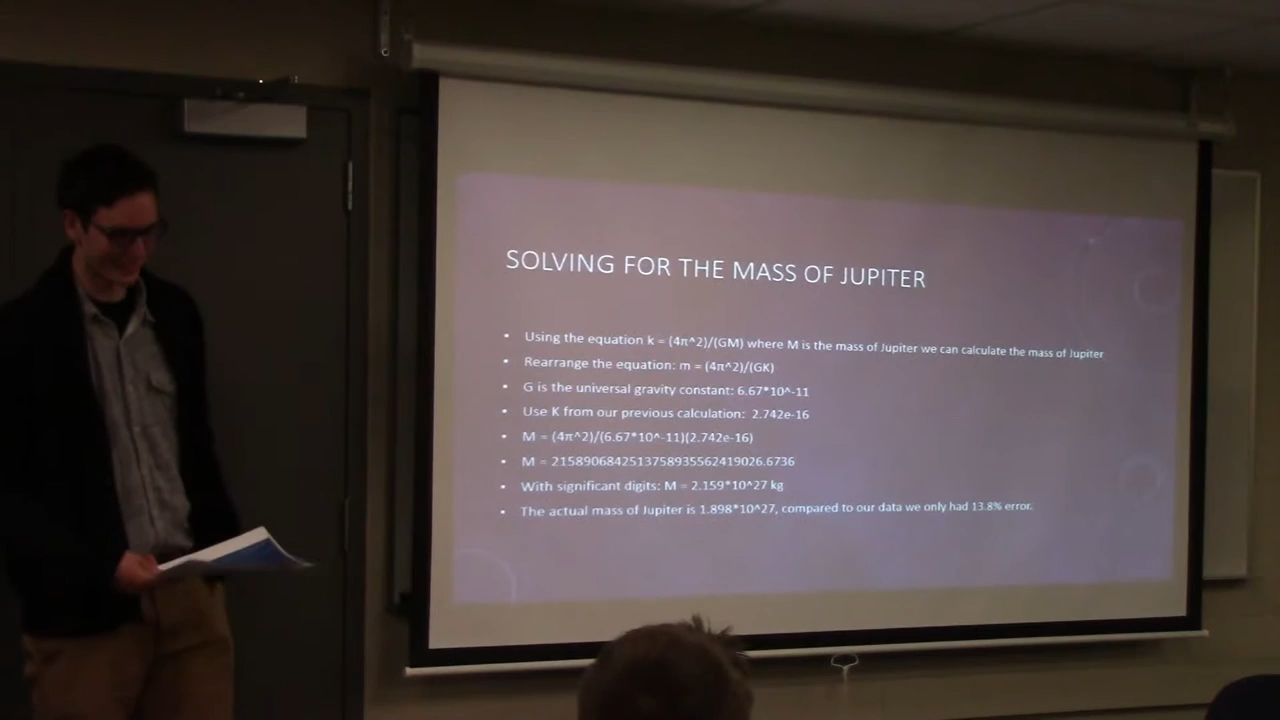 SOLVING FOR THE MASS OF JUPITER
• Using the equation k = (4π^2)/(GM) where M is the mass of Jupiter we can calculate the mass of Jupiter
• Rearrange the equation: m = (4π^2)/(GK)
• G is the universal gravity constant: 6.67*10^-11
• Use K from our previous calculation: 2.742e-16
• M = (4π^2)/(6.67*10^-11)(2.742e-16)
• M = 2158906842513758935562419026.6736
• With significant digits: M = 2.159*10^27 kg
• The actual mass of Jupiter is 1.898*10^27, compared to our data we only had 13.8% error.